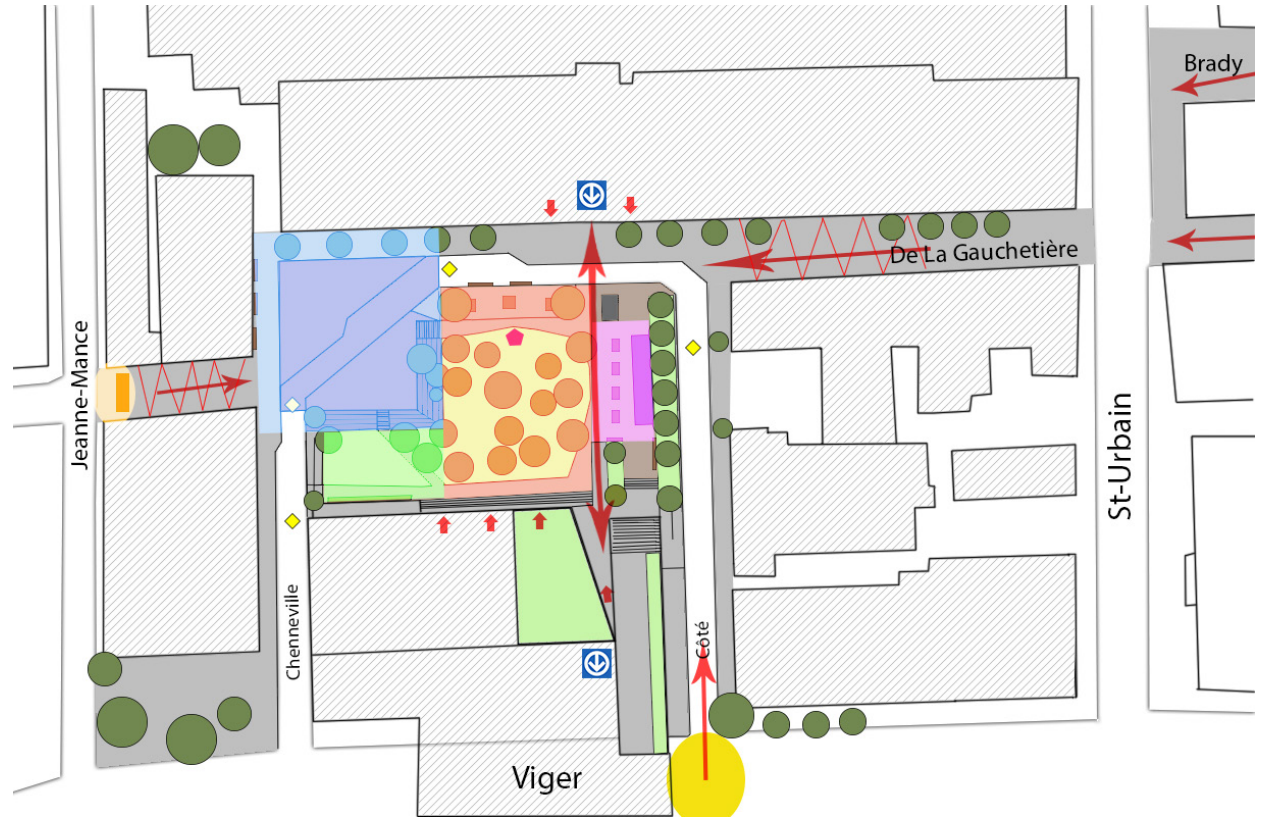 Brady
De La Gauchetière
Jeanne-Mance
St-Urbain
Chenneville
Côté
Viger